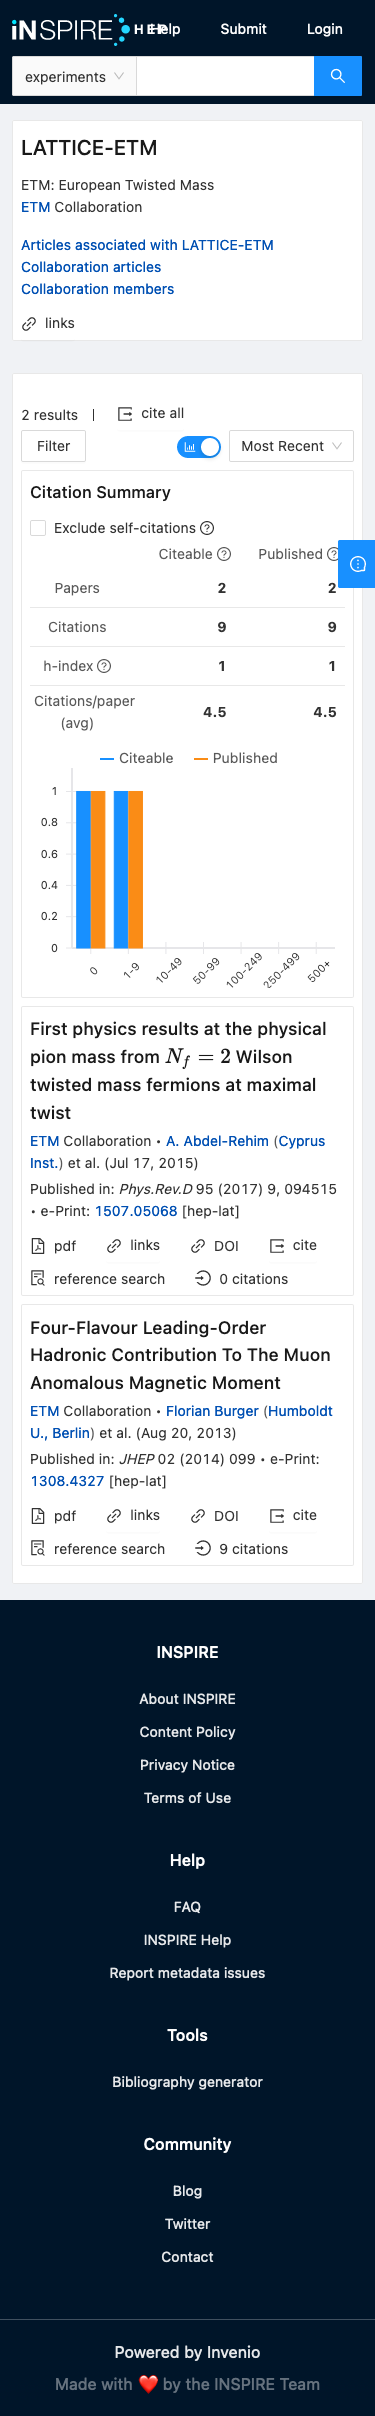 iNSPIRE HEP Help Submit Login
experiments
LATTICE-ETM
ETM: European Twisted Mass
ETM Collaboration
Articles associated with LATTICE-ETM
Collaboration articles
Collaboration members
links
2 results | cite all
Filter Most Recent
Citation Summary
Exclude self-citations
Citeable Published
Papers 2 2
Citations 9 9
h-index 1 1
Citations/paper
(avg) 4.5 4.5
Citeable Published
1
0.8
0.6
0.4
0.2
0
0 1-9 10-49 50-99 100-249 250-499 500+
First physics results at the physical
pion mass from N_f = 2 Wilson
twisted mass fermions at maximal
twist
ETM Collaboration • A. Abdel-Rehim (Cyprus
Inst.) et al. (Jul 17, 2015)
Published in: Phys.Rev.D 95 (2017) 9, 094515
• e-Print: 1507.05068 [hep-lat]
pdf links DOI cite
reference search 0 citations
Four-Flavour Leading-Order
Hadronic Contribution To The Muon
Anomalous Magnetic Moment
ETM Collaboration • Florian Burger (Humboldt
U., Berlin) et al. (Aug 20, 2013)
Published in: JHEP 02 (2014) 099 • e-Print:
1308.4327 [hep-lat]
pdf links DOI cite
reference search 9 citations
INSPIRE
About INSPIRE
Content Policy
Privacy Notice
Terms of Use
Help
FAQ
INSPIRE Help
Report metadata issues
Tools
Bibliography generator
Community
Blog
Twitter
Contact
Powered by Invenio
Made with ❤️ by the INSPIRE Team